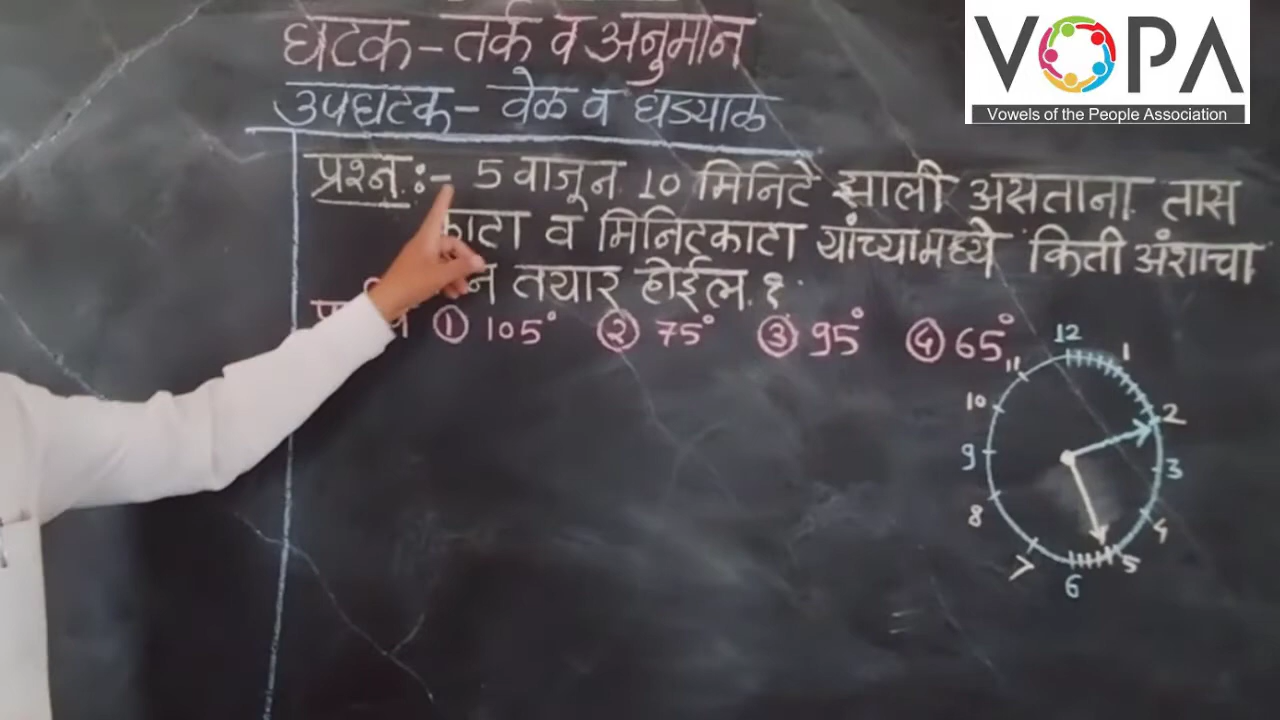 घटक - तर्क व अनुमान
उपघटक - वेळ व घड्याळ
VOPA
Vowels of the People Association
प्रश्न :- 5 वाजून 10 मिनिटे झाली असताना तास
काटा व मिनिटकाटा यांच्यामध्ये किती अंशाचा
तयार होईल ?
① 105° ② 75° ③ 95° ④ 65°
12
11 1
10 2
9 3
8 4
7 5
6